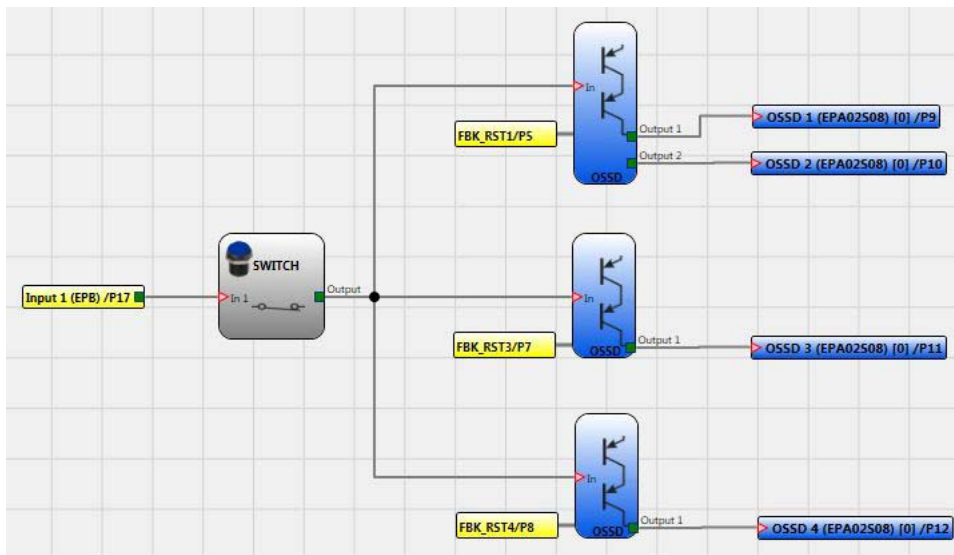 In
FBK_RST1/P5
Output 1
OSSD 1 (EPA02S08) [0] /P9
Output 2
OSSD 2 (EPA02S08) [0] /P10
OSSD
SWITCH
Input 1 (EPB) /P17
In 1
Output
In
FBK_RST3/P7
OSSD
Output 1
OSSD 3 (EPA02S08) [0] /P11
In
FBK_RST4/P8
OSSD
Output 1
OSSD 4 (EPA02S08) [0] /P12